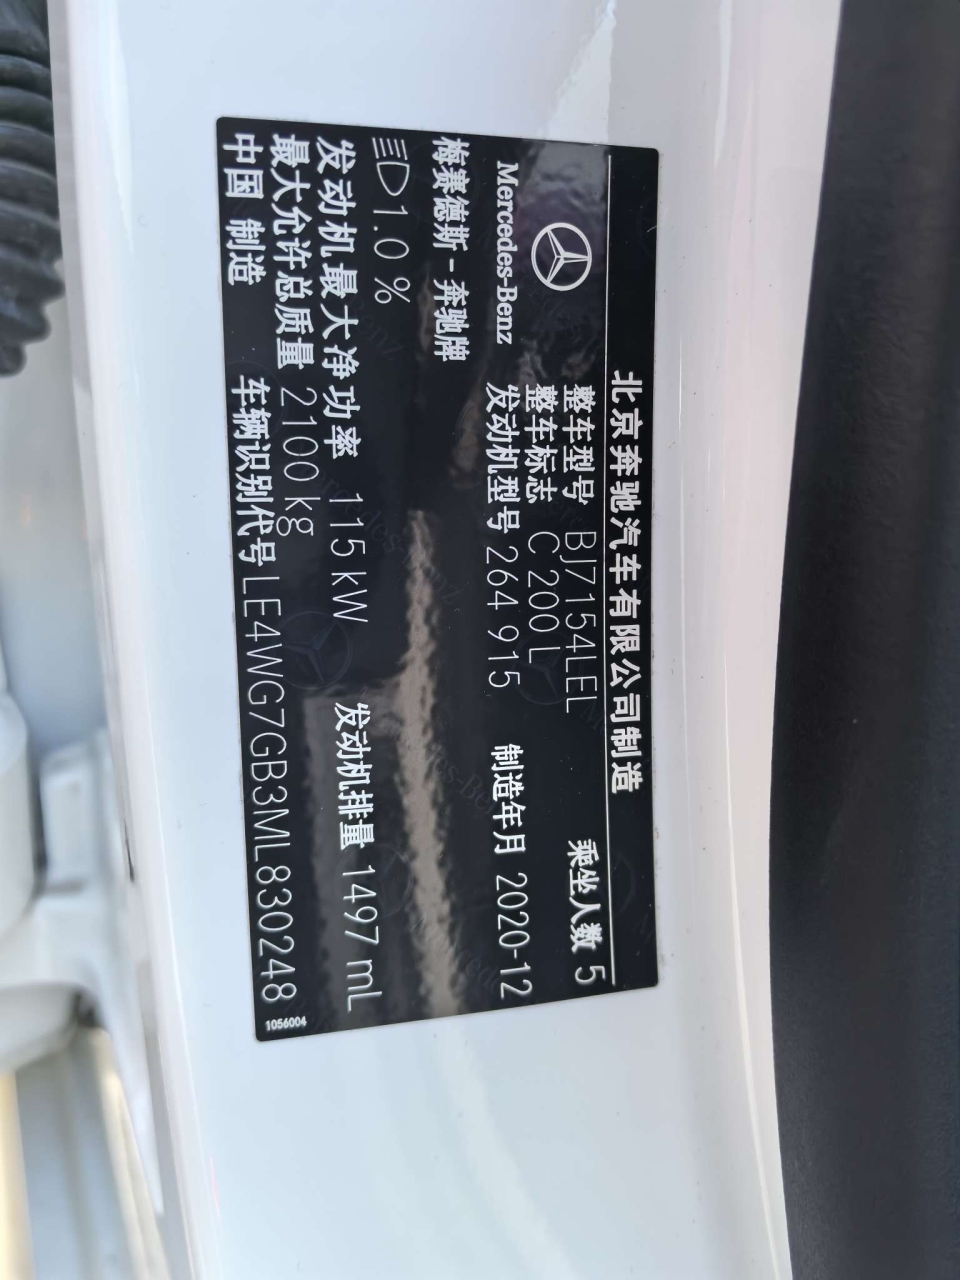 北京奔驰汽车有限公司制造
Mercedes-Benz
整车型号 BJ7154LEL 乘坐人数 5
整车标志 C 200 L
发动机型号 264 915 制造年月 2020-12
梅赛德斯-奔驰牌
1.0 %
发动机最大净功率 115 kW 发动机排量 1497 mL
最大允许总质量 2100 kg
中国 制造 车辆识别代号 LE4WG7GB3ML830248
1056004